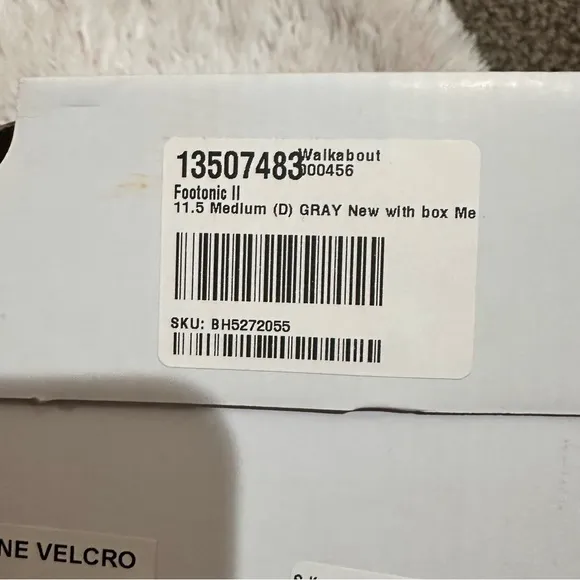 13507483 Walkabout
000456
Footonic II
11.5 Medium (D) GRAY New with box Me
SKU: BH5272055
NE VELCRO